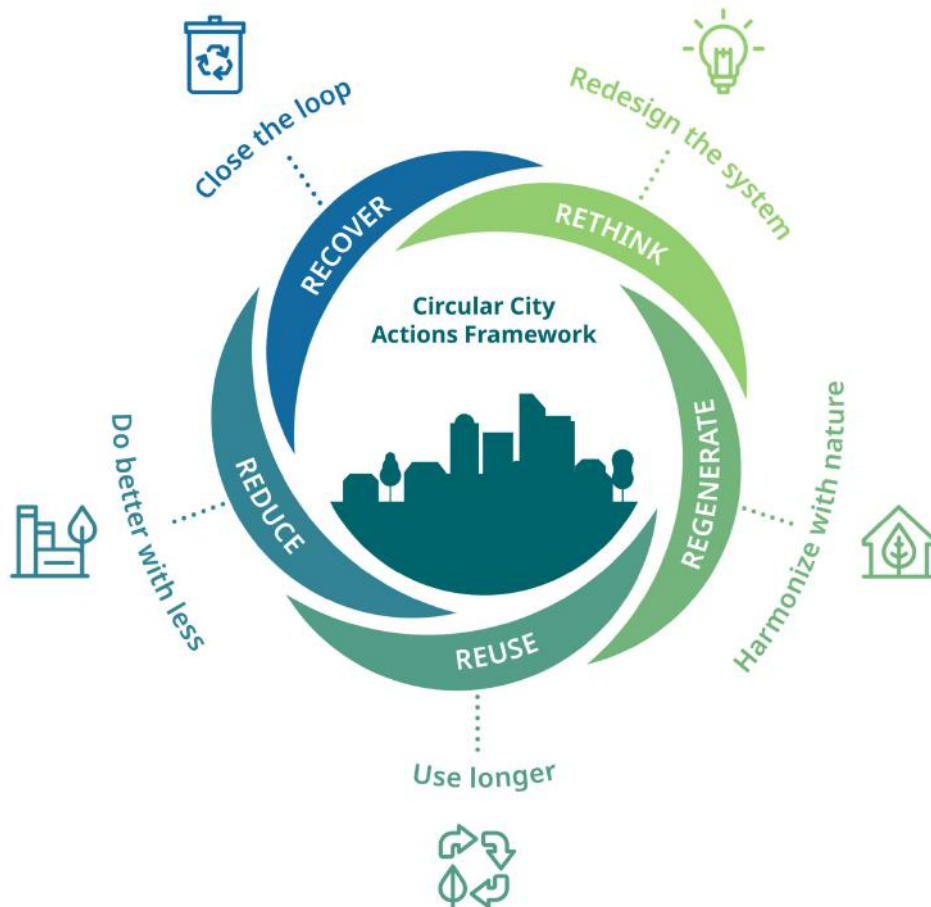 Close the loop
Redesign the system
RECOVER
RETHINK
Circular City
Actions Framework
Do better with less
REDUCE
REGENERATE
Harmonize with nature
REUSE
Use longer